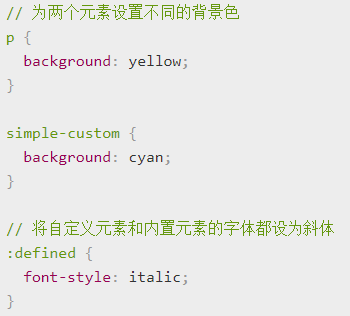 // 为两个元素设置不同的背景色
p {
  background: yellow;
}

simple-custom {
  background: cyan;
}

// 将自定义元素和内置元素的字体都设为斜体
:defined {
  font-style: italic;
}